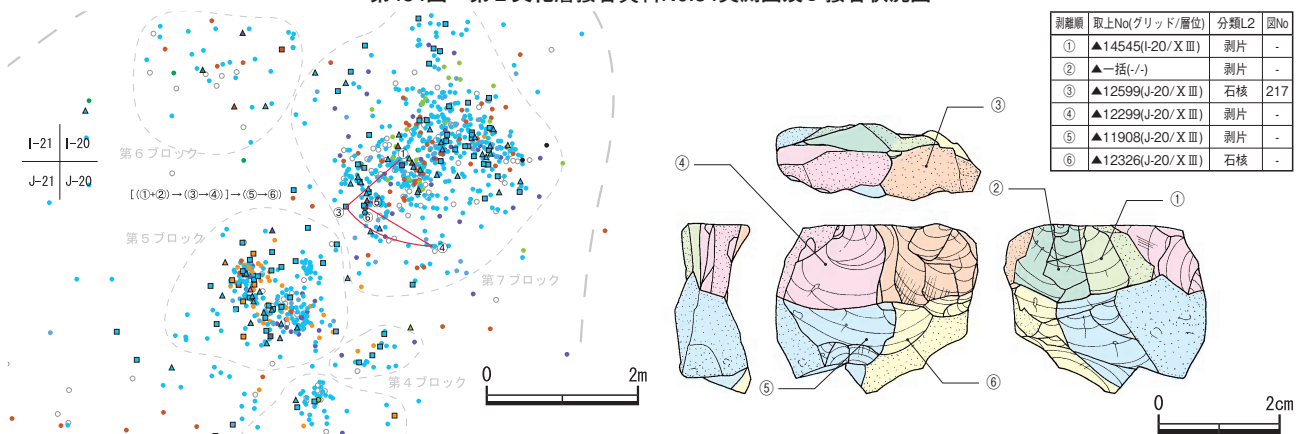 剥離順 取上No(グリッド/層位) 分類L2 図No
① ▲14545(I-20/XⅢ) 剥片 -
② ▲一括(-/-) 剥片 -
③ ▲12599(J-20/XⅢ) 石核 217
④ ▲12299(J-20/XⅢ) 剥片 -
⑤ ▲11908(J-20/XⅢ) 剥片 -
⑥ ▲12326(J-20/XⅢ) 石核 -
I-21 I-20
J-21 J-20
第6ブロック
[(①+②)→(③→④)]→(⑤→⑥)
第5ブロック
第7ブロック
第4ブロック
③
⑤
⑥
④
0 2m
③
④
②
①
⑤
⑥
0 2cm